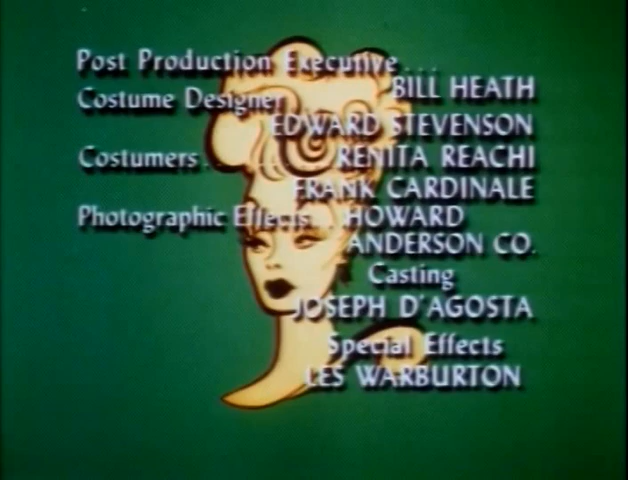 Post Production Executive...
BILL HEATH
Costume Designer
EDWARD STEVENSON
Costumers... RENITA REACHI
FRANK CARDINALE
Photographic Effects... HOWARD
ANDERSON CO.
Casting
JOSEPH D'AGOSTA
Special Effects
LES WARBURTON